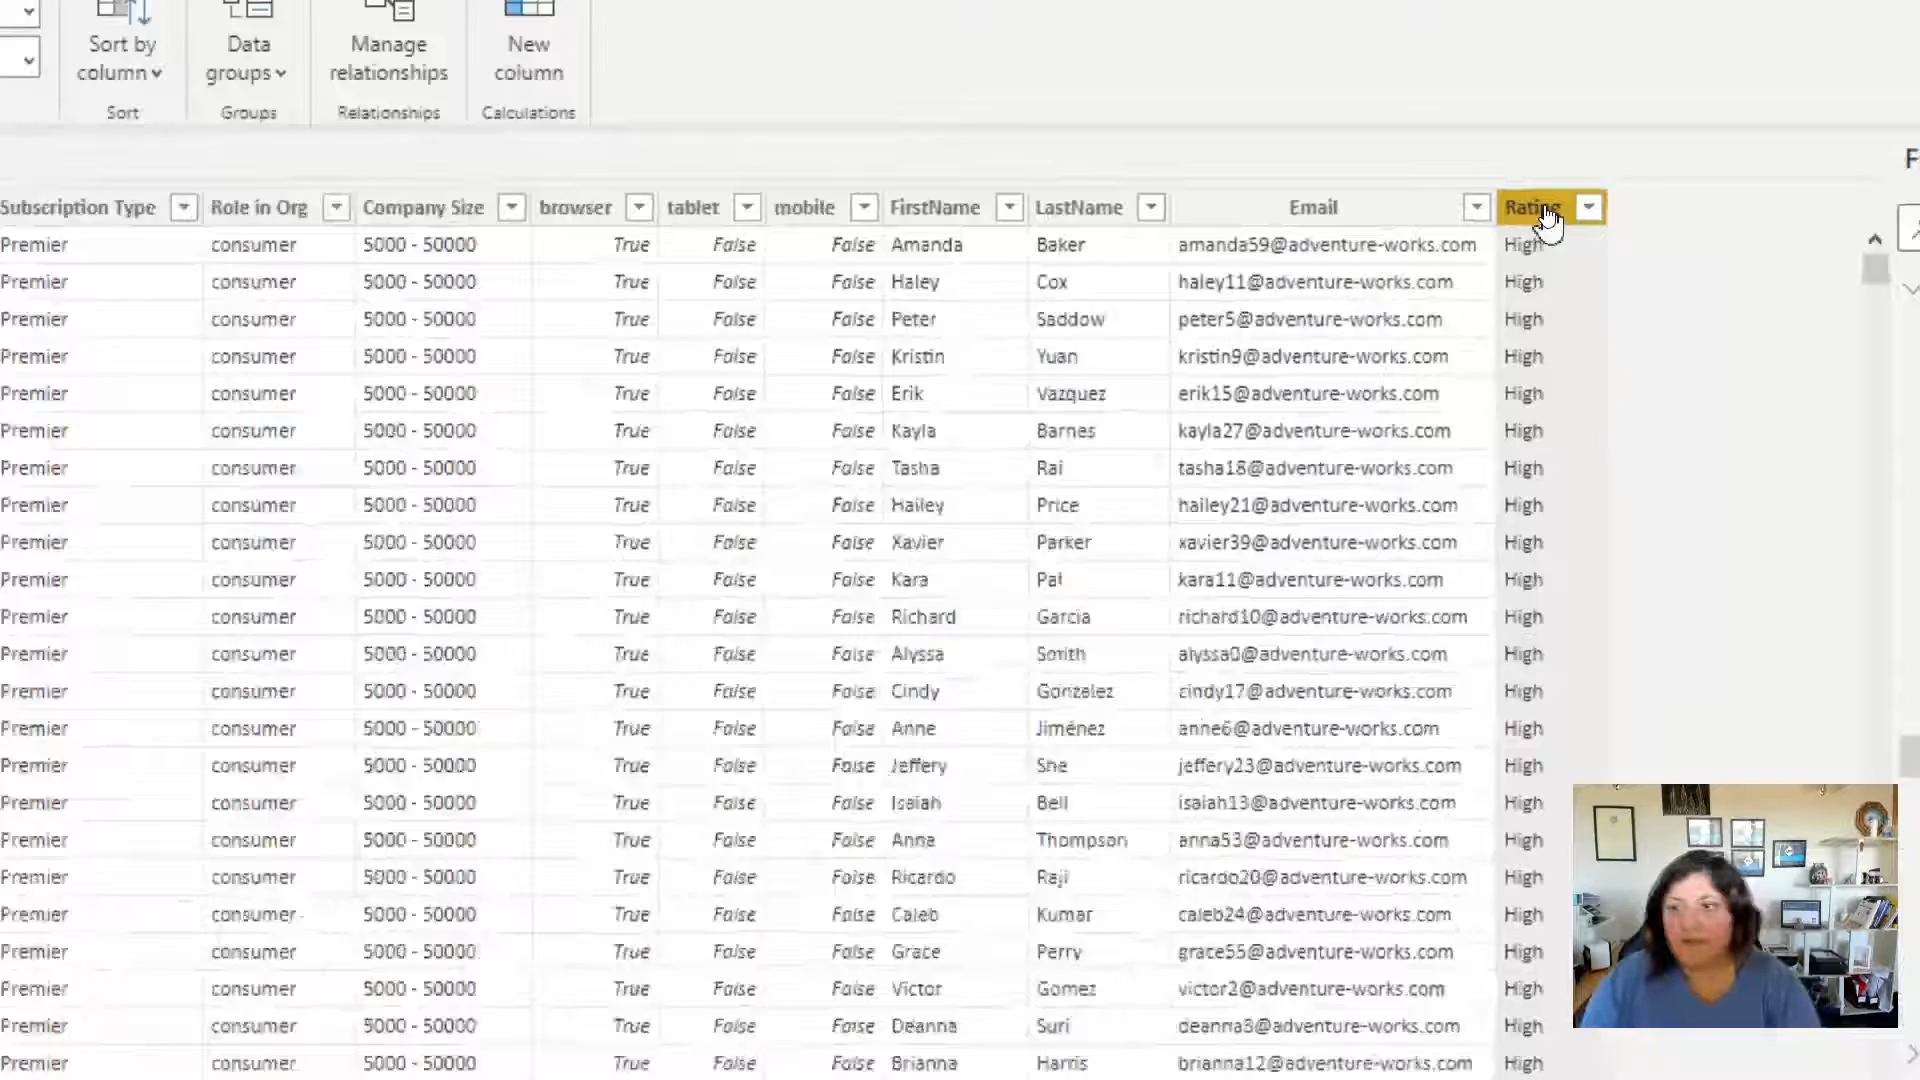 Sort by column
Data groups
Manage relationships
New column
Sort
Groups
Relationships
Calculations
Subscription Type Role in Org Company Size browser tablet mobile FirstName LastName Email Rating
Premier consumer 5000 - 50000 True False False Amanda Baker amanda59@adventure-works.com High
Premier consumer 5000 - 50000 True False False Haley Cox haley11@adventure-works.com High
Premier consumer 5000 - 50000 True False False Peter Saddow peter5@adventure-works.com High
Premier consumer 5000 - 50000 True False False Kristin Yuan kristin9@adventure-works.com High
Premier consumer 5000 - 50000 True False False Erik Vazquez erik15@adventure-works.com High
Premier consumer 5000 - 50000 True False False Kayla Barnes kayla27@adventure-works.com High
Premier consumer 5000 - 50000 True False False Tasha Rai tasha18@adventure-works.com High
Premier consumer 5000 - 50000 True False False Hailey Price hailey21@adventure-works.com High
Premier consumer 5000 - 50000 True False False Xavier Parker xavier39@adventure-works.com High
Premier consumer 5000 - 50000 True False False Kara Pal kara11@adventure-works.com High
Premier consumer 5000 - 50000 True False False Richard Garcia richard10@adventure-works.com High
Premier consumer 5000 - 50000 True False False Alyssa Smith alyssa0@adventure-works.com High
Premier consumer 5000 - 50000 True False False Cindy Gonzalez cindy17@adventure-works.com High
Premier consumer 5000 - 50000 True False False Anne Jiménez anne6@adventure-works.com High
Premier consumer 5000 - 50000 True False False Jeffery She jeffery23@adventure-works.com High
Premier consumer 5000 - 50000 True False False Isaiah Bell isaiah13@adventure-works.com High
Premier consumer 5000 - 50000 True False False Anna Thompson anna53@adventure-works.com High
Premier consumer 5000 - 50000 True False False Ricardo Raji ricardo20@adventure-works.com High
Premier consumer 5000 - 50000 True False False Caleb Kumar caleb24@adventure-works.com High
Premier consumer 5000 - 50000 True False False Grace Perry grace55@adventure-works.com High
Premier consumer 5000 - 50000 True False False Victor Gomez victor2@adventure-works.com High
Premier consumer 5000 - 50000 True False False Deanna Suri deanna3@adventure-works.com High
Premier consumer 5000 - 50000 True False False Brianna Harris brianna12@adventure-works.com High